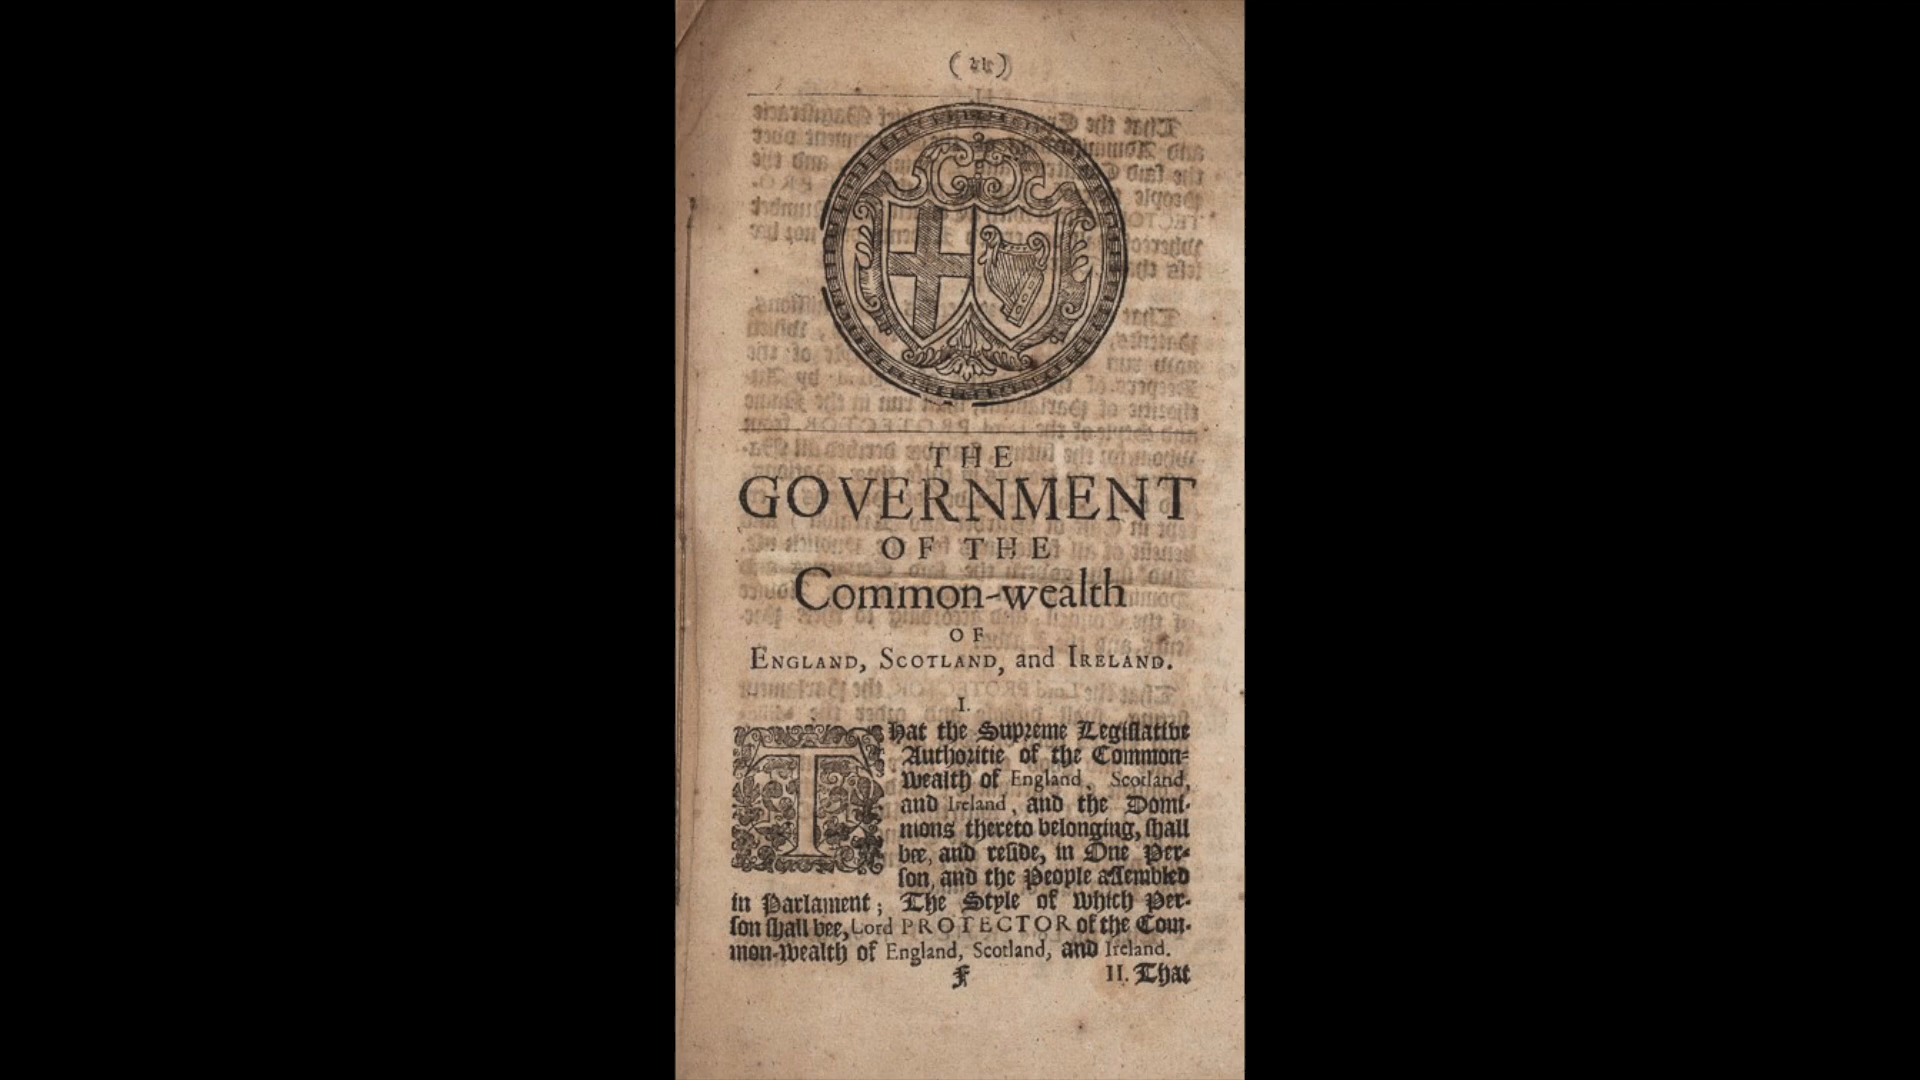 THE
GOVERNMENT
OF THE
Common-wealth
OF
ENGLAND, SCOTLAND, and IRELAND.
I.
That the Supreme Legiſlative
Authoritie of the Common-
wealth of England, Scotland,
and Ireland, and the Domi-
nions thereto belonging, ſhall
bee, and reſide, in One Per-
ſon, and the People aſſembled
in Parlament; The Style of which Per-
ſon ſhall bee, Lord PROTECTOR of the Com-
mon-wealth of England, Scotland, and Ireland.
F II. That